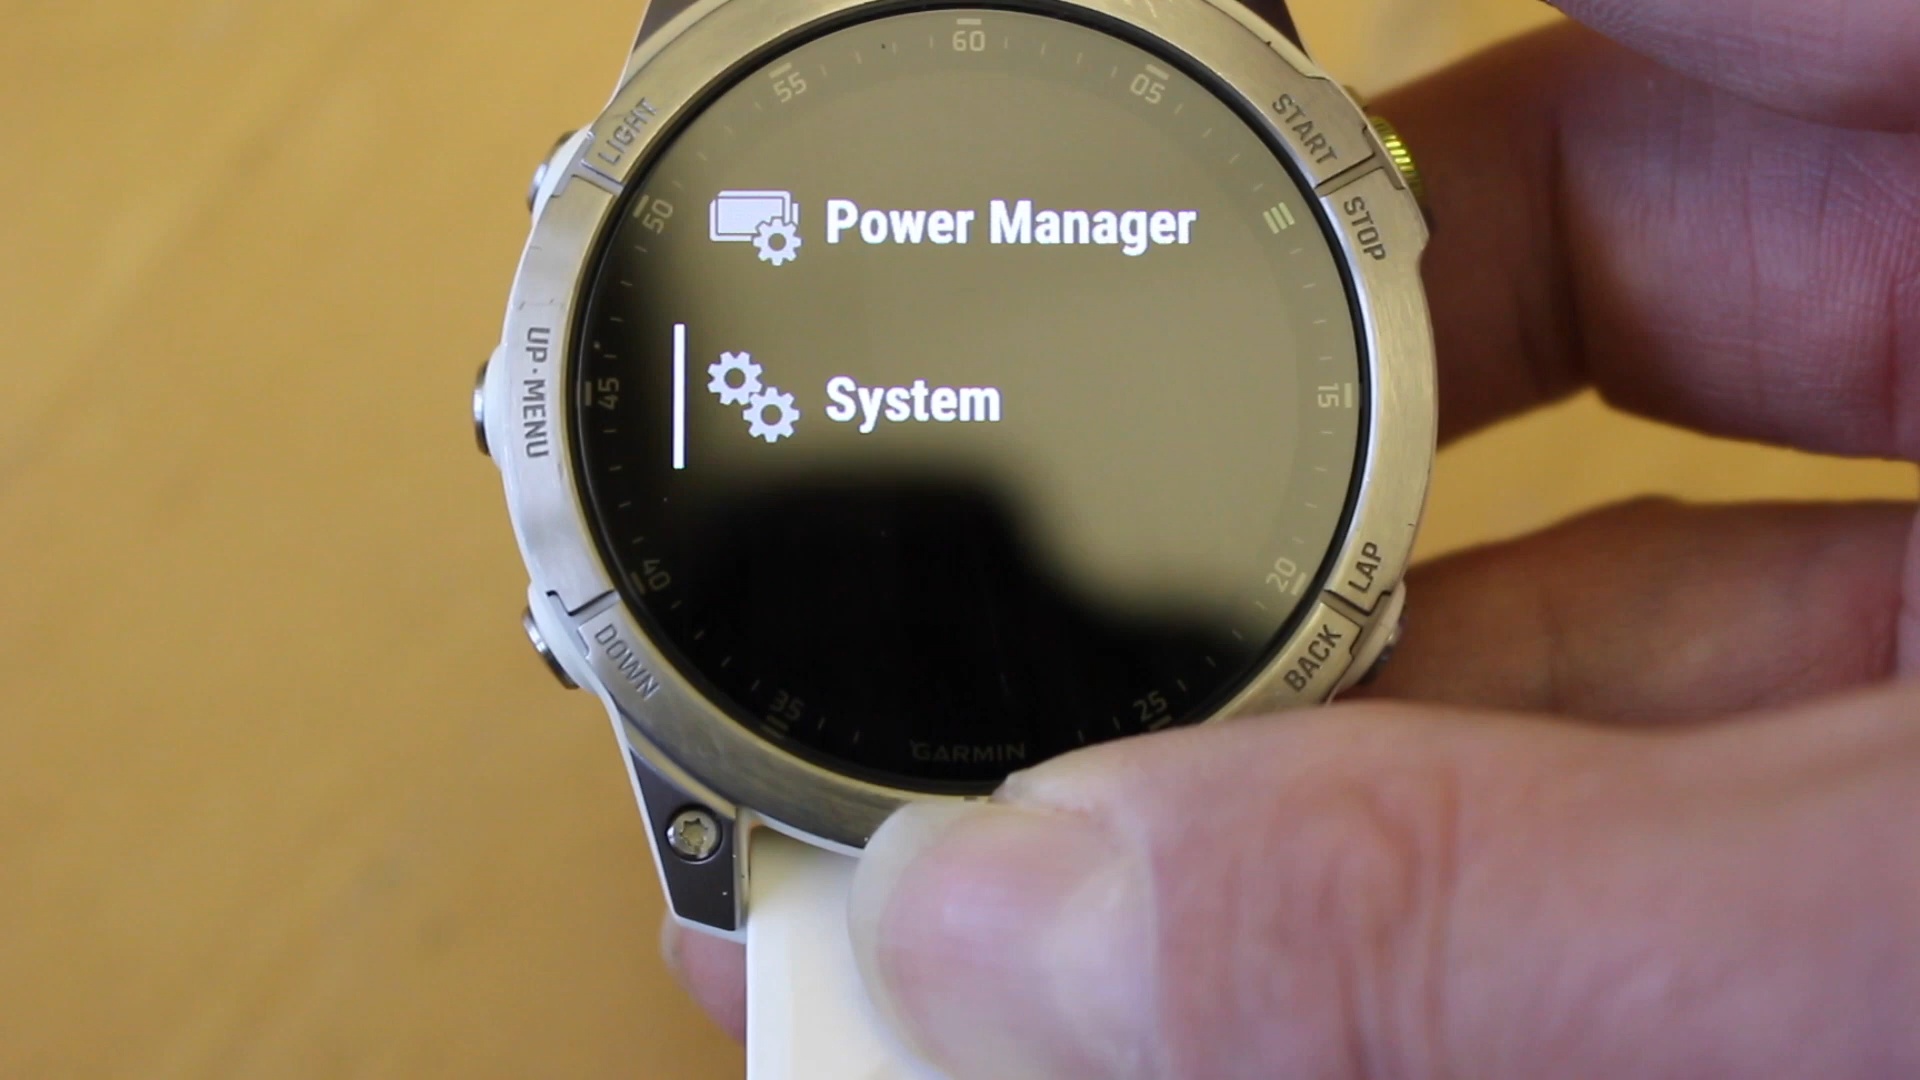 60
55
05
LIGHT
START
50
STOP
Power Manager
UP·MENU
45
System
15
40
20
LAP
DOWN
BACK
35
25
GARMIN